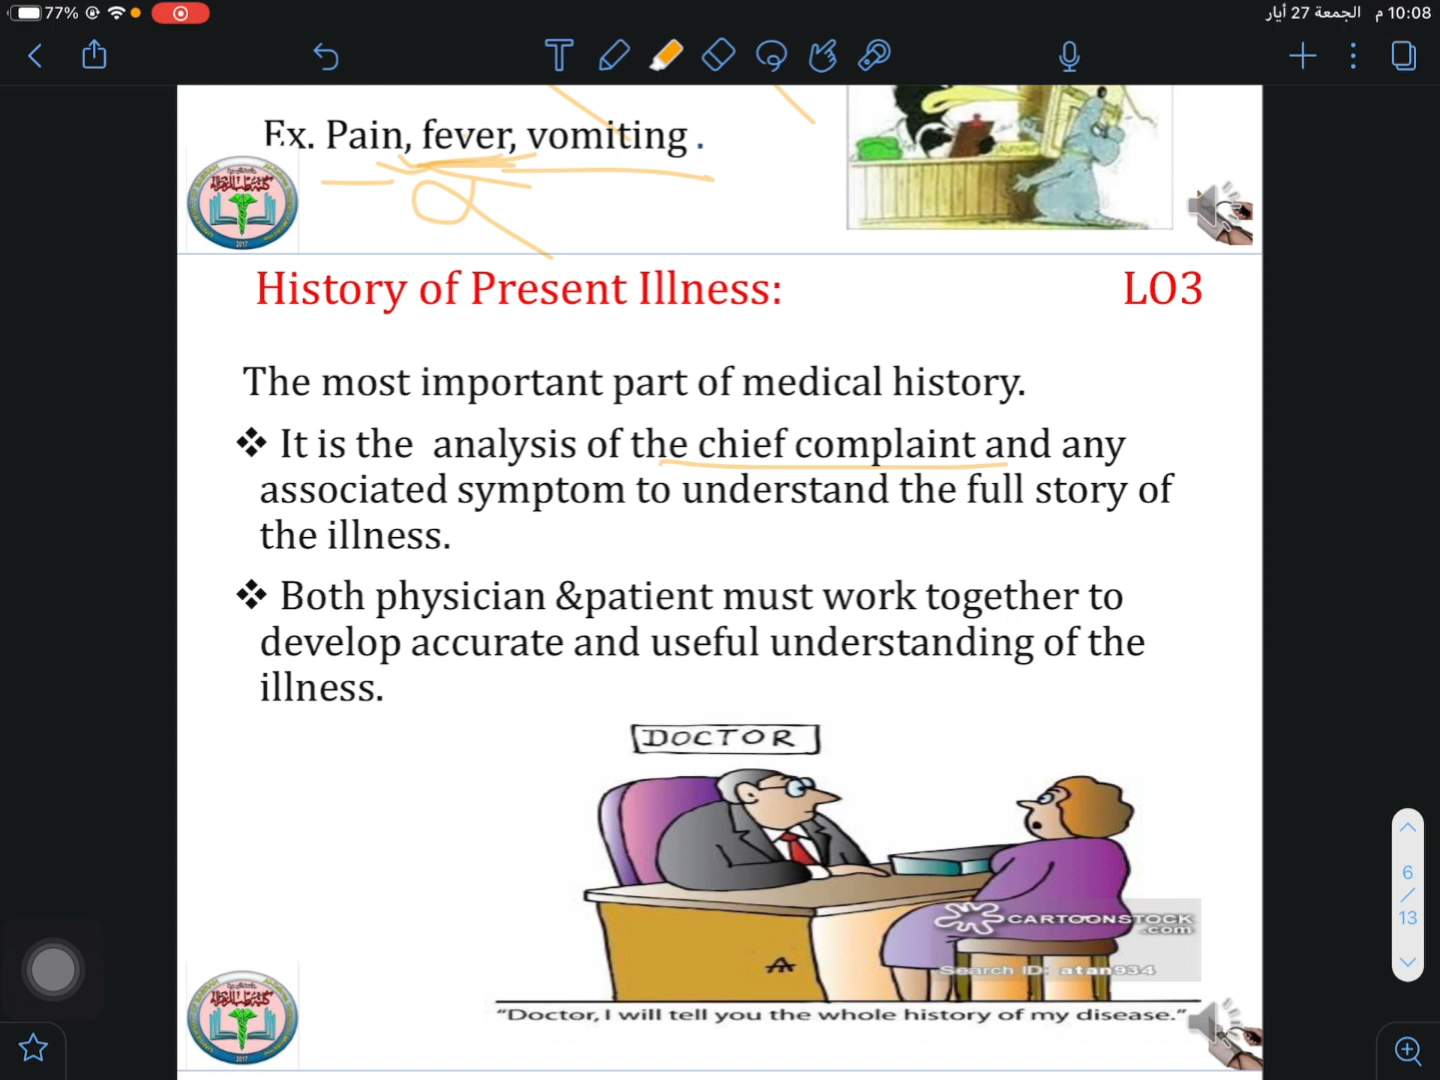 77%
10:08 م الجمعة 27 أيار
Ex. Pain, fever, vomiting .
2017
History of Present Illness: LO3
The most important part of medical history.
❖ It is the analysis of the chief complaint and any
associated symptom to understand the full story of
the illness.
❖ Both physician &patient must work together to
develop accurate and useful understanding of the
illness.
DOCTOR
CARTOONSTOCK
.com
Search ID: atan934
"Doctor, I will tell you the whole history of my disease."
2017
6
/
13